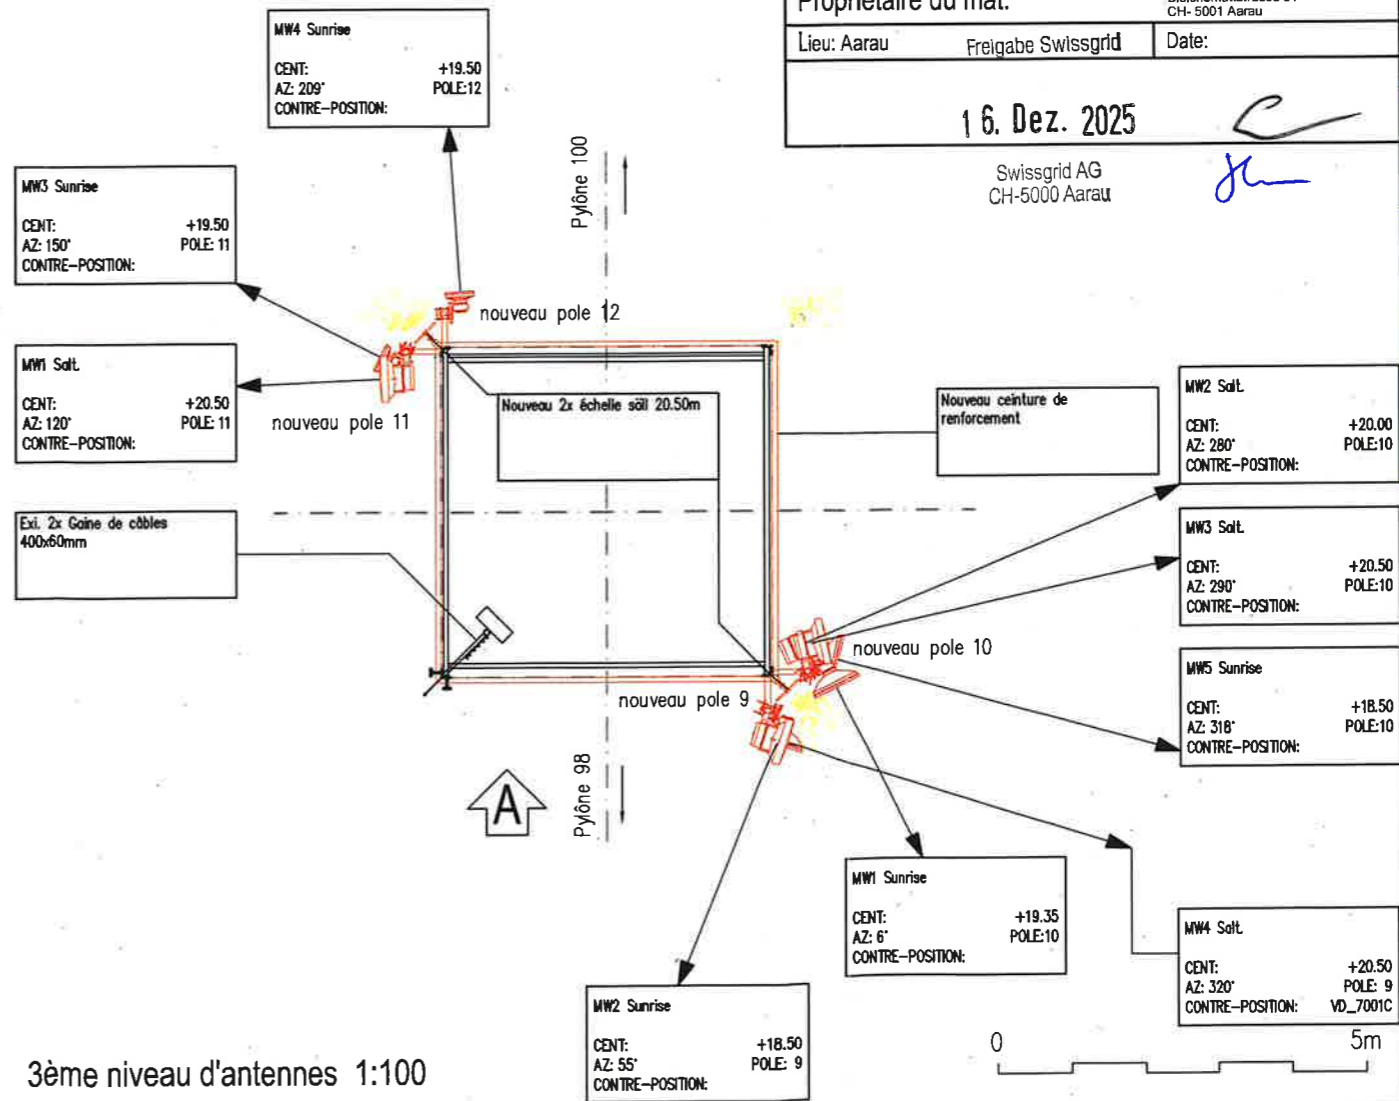 Propriétaire du mât:
CH- 5001 Aarau
Lieu: Aarau
Freigabe Swissgrid
Date:
16. Dez. 2025
Swissgrid AG
CH-5000 Aarau
MW4 Sunrise
CENT: +19.50
AZ: 209° POLE:12
CONTRE-POSITION:
MW3 Sunrise
CENT: +19.50
AZ: 150° POLE: 11
CONTRE-POSITION:
MW1 Salt.
CENT: +20.50
AZ: 120° POLE: 11
CONTRE-POSITION:
Exi. 2x Gaine de câbles
400x60mm
Pylône 100
nouveau pole 12
nouveau pole 11
Nouveau 2x échelle söll 20.50m
Nouveau ceinture de
renforcement
MW2 Salt.
CENT: +20.00
AZ: 280° POLE:10
CONTRE-POSITION:
MW3 Salt.
CENT: +20.50
AZ: 290° POLE:10
CONTRE-POSITION:
nouveau pole 10
nouveau pole 9
MW5 Sunrise
CENT: +18.50
AZ: 318° POLE:10
CONTRE-POSITION:
A
Pylône 98
MW1 Sunrise
CENT: +19.35
AZ: 6° POLE:10
CONTRE-POSITION:
MW4 Salt.
CENT: +20.50
AZ: 320° POLE: 9
CONTRE-POSITION: VD_7001C
MW2 Sunrise
CENT: +18.50
AZ: 55° POLE: 9
CONTRE-POSITION:
0 5m
3ème niveau d'antennes 1:100